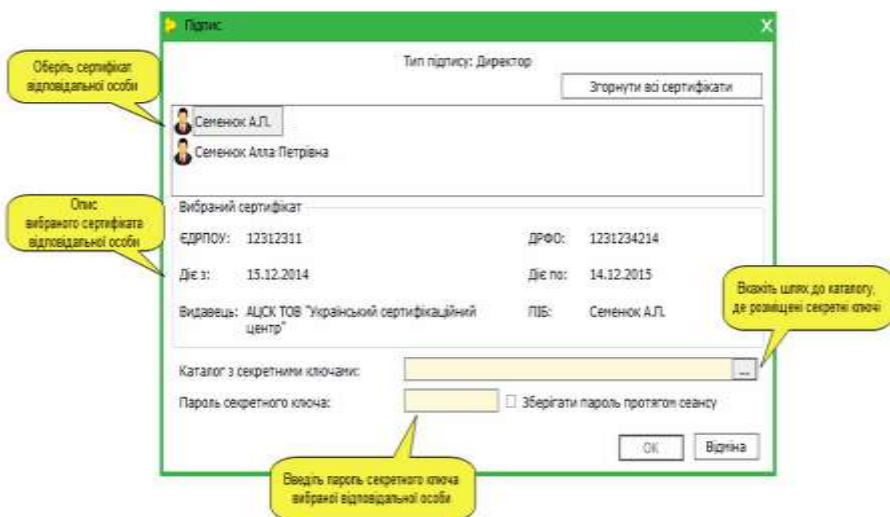 Підпис
X
Тип підпису: Директор
Оберіть сертифікат
відповідальної особи
Згорнути всі сертифікати
Семенюк А.П.
Семенюк Алла Петрівна
Опис
вибраного сертифіката
відповідальної особи
Вибраний сертифікат
ЄДРПОУ: 12312311
ДРФО: 1231234214
Діє з: 15.12.2014
Діє по: 14.12.2015
Видавець: АЦСК ТОВ "Український сертифікаційний
центр"
ПІБ: Семенюк А.П.
Вкажіть шлях до каталогу,
де розміщені секретні ключі
Каталог з секретними ключами:
...
Пароль секретного ключа:
Зберігати пароль протягом сеансу
OK
Відміна
Введіть пароль секретного ключа
вибраної відповідальної особи